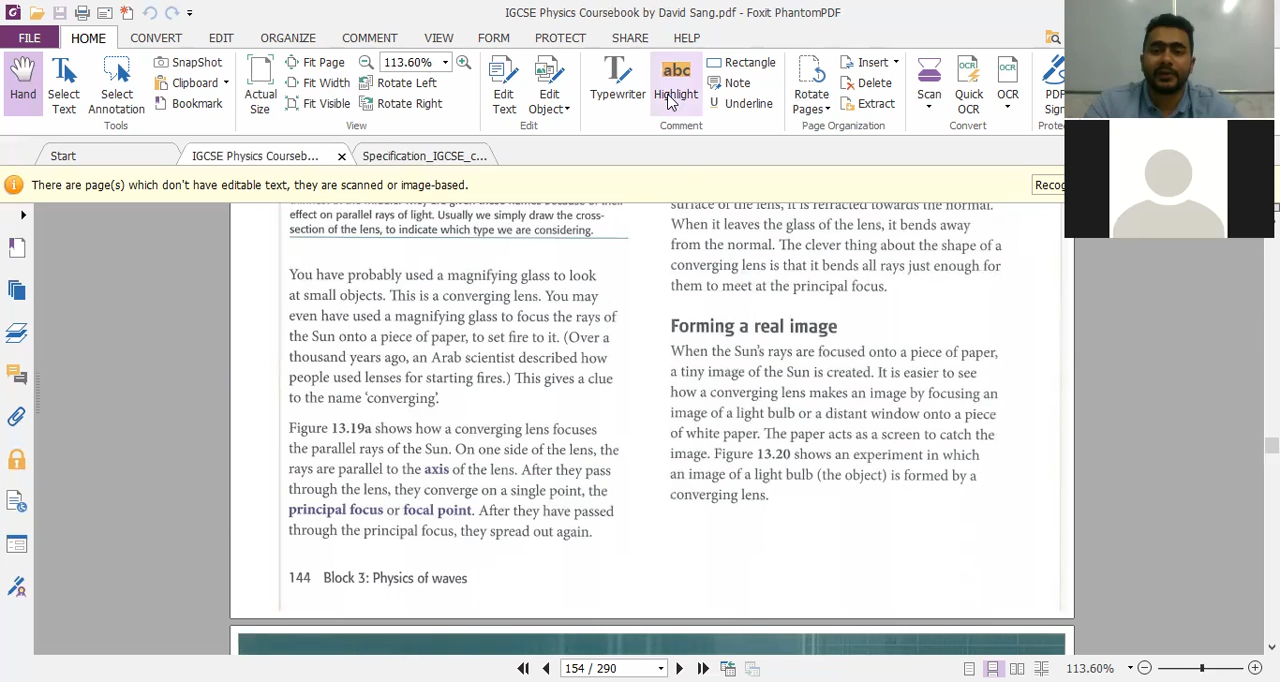 IGCSE Physics Coursebook by David Sang.pdf - Foxit PhantomPDF
FILE HOME CONVERT EDIT ORGANIZE COMMENT VIEW FORM PROTECT SHARE HELP
Hand
Select Text
Select Annotation
SnapShot
Clipboard
Bookmark
Tools
Actual Size
Fit Page
Fit Width
Fit Visible
113.60%
Rotate Left
Rotate Right
View
Edit Text
Edit Object
Edit
Typewriter
abc
Highlight
Rectangle
Note
U Underline
Comment
Rotate Pages
Insert
Delete
Extract
Page Organization
Scan
OCR
Quick OCR
OCR
OCR
Convert
PDF
Sign
Prote
Start IGCSE Physics Courseb... x Specification_IGCSE_c...
There are page(s) which don't have editable text, they are scanned or image-based.
Recog
effect on parallel rays of light. Usually we simply draw the cross-
section of the lens, to indicate which type we are considering.
You have probably used a magnifying glass to look
at small objects. This is a converging lens. You may
even have used a magnifying glass to focus the rays of
the Sun onto a piece of paper, to set fire to it. (Over a
thousand years ago, an Arab scientist described how
people used lenses for starting fires.) This gives a clue
to the name ‘converging’.
Figure 13.19a shows how a converging lens focuses
the parallel rays of the Sun. On one side of the lens, the
rays are parallel to the axis of the lens. After they pass
through the lens, they converge on a single point, the
principal focus or focal point. After they have passed
through the principal focus, they spread out again.
144 Block 3: Physics of waves
surface of the lens, it is refracted towards the normal.
When it leaves the glass of the lens, it bends away
from the normal. The clever thing about the shape of a
converging lens is that it bends all rays just enough for
them to meet at the principal focus.
Forming a real image
When the Sun’s rays are focused onto a piece of paper,
a tiny image of the Sun is created. It is easier to see
how a converging lens makes an image by focusing an
image of a light bulb or a distant window onto a piece
of white paper. The paper acts as a screen to catch the
image. Figure 13.20 shows an experiment in which
an image of a light bulb (the object) is formed by a
converging lens.
154 / 290
113.60%